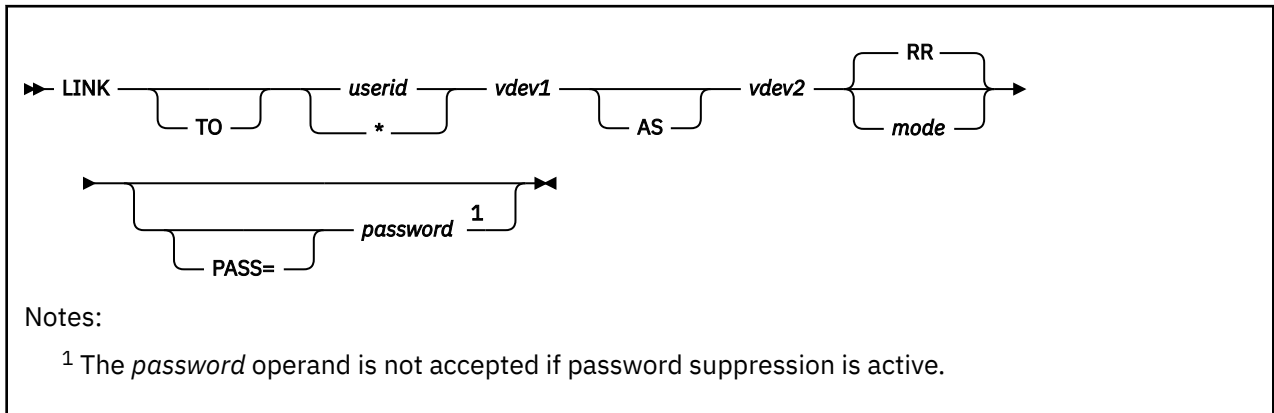 RR
LINK userid vdev1 vdev2
TO * AS mode
password 1
PASS=
Notes:
1 The password operand is not accepted if password suppression is active.